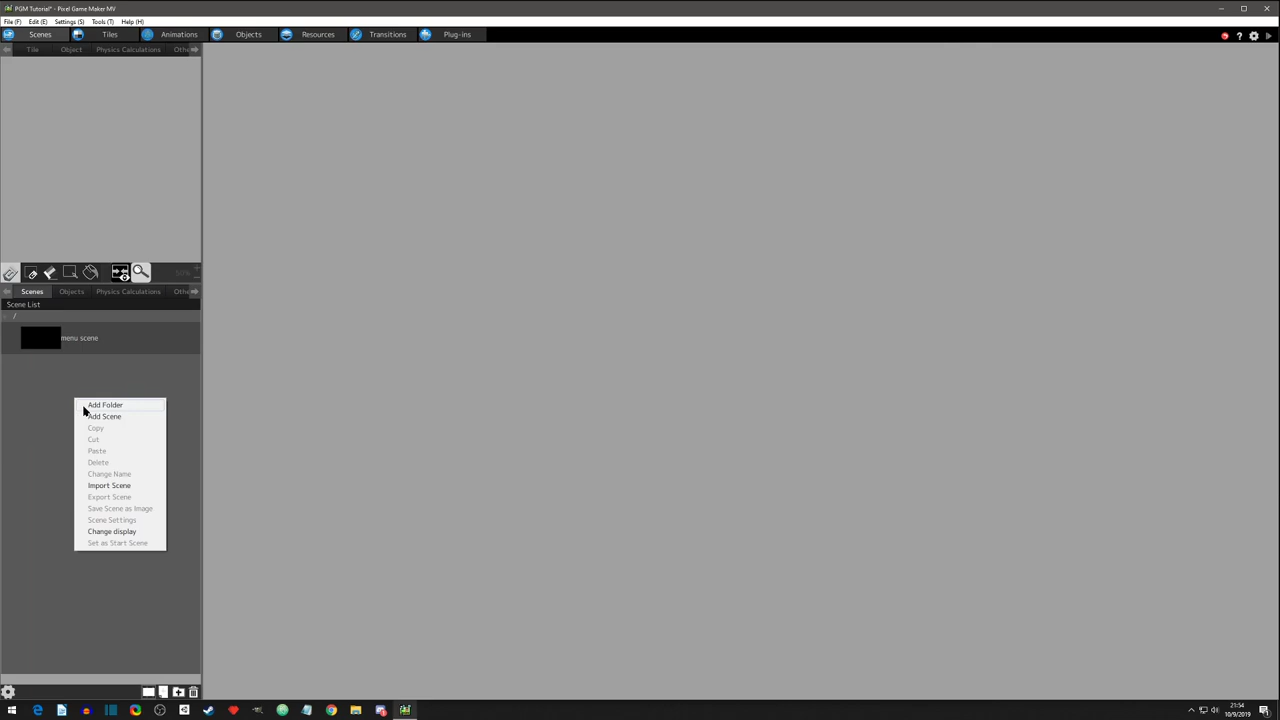 PGM Tutorial* - Pixel Game Maker MV
File (F) Edit (E) Settings (S) Tools (T) Help (H)
Scenes Tiles Animations Objects Resources Transitions Plug-ins
Tile Object Physics Calculations Othe
50%
Scenes Objects Physics Calculations Othe
Scene List
/
menu scene
Add Folder
Add Scene
Copy
Cut
Paste
Delete
Change Name
Import Scene
Export Scene
Save Scene as Image
Scene Settings
Change display
Set as Start Scene
21:54
10/9/2019